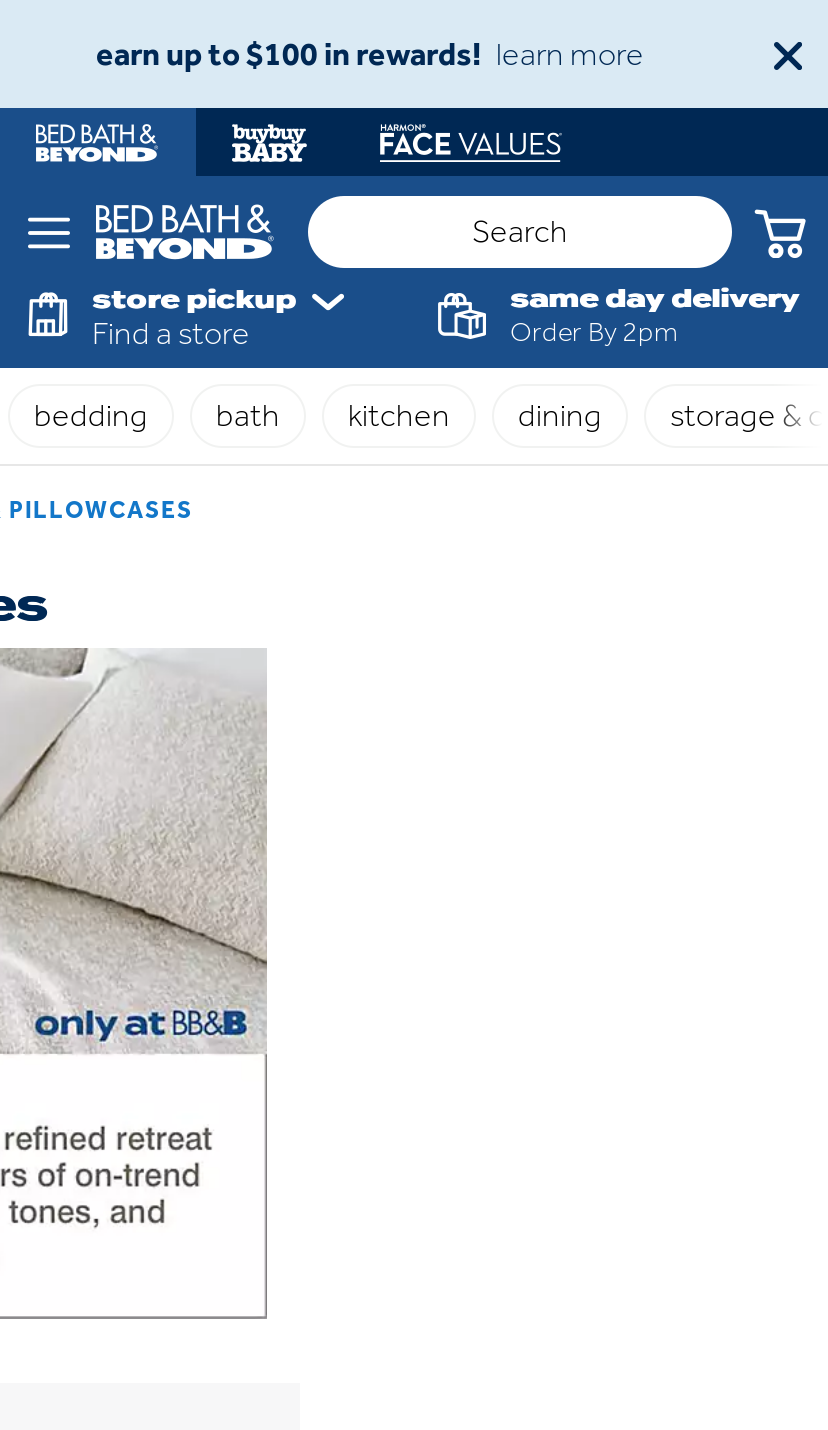 earn up to $100 in rewards! learn more
BED BATH &
BEYOND
buybuy
BABY
HARMON®
FACE VALUES
BED BATH &
BEYOND
Search
store pickup
Find a store
same day delivery
Order By 2pm
bedding
bath
kitchen
dining
storage &
PILLOWCASES
es
only at BB&B
refined retreat
rs of on-trend
tones, and